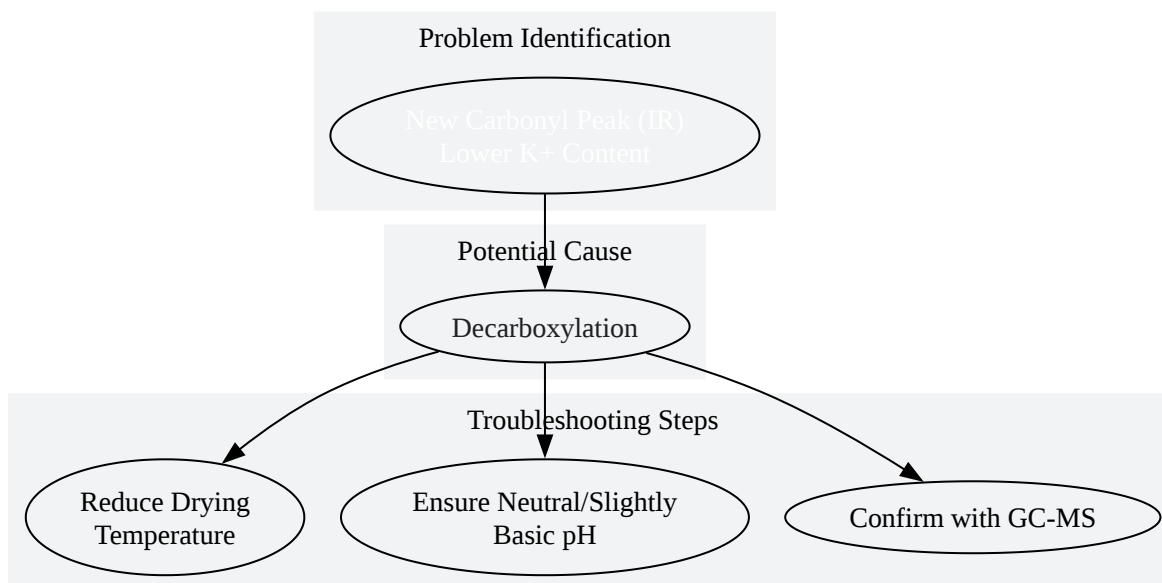 Problem Identification
New Carbonyl Peak (IR)
Lower K+ Content
Potential Cause
Decarboxylation
Troubleshooting Steps
Reduce Drying
Temperature
Ensure Neutral/Slightly
Basic pH
Confirm with GC-MS